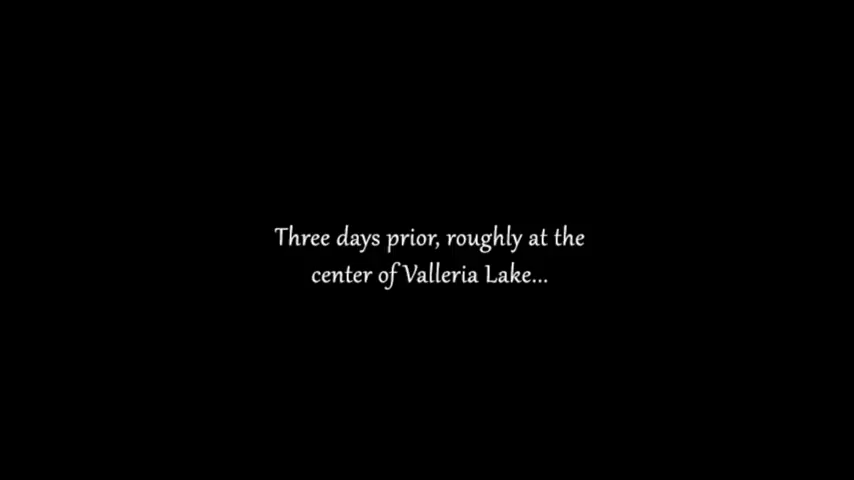 Three days prior, roughly at the
center of Valleria Lake...